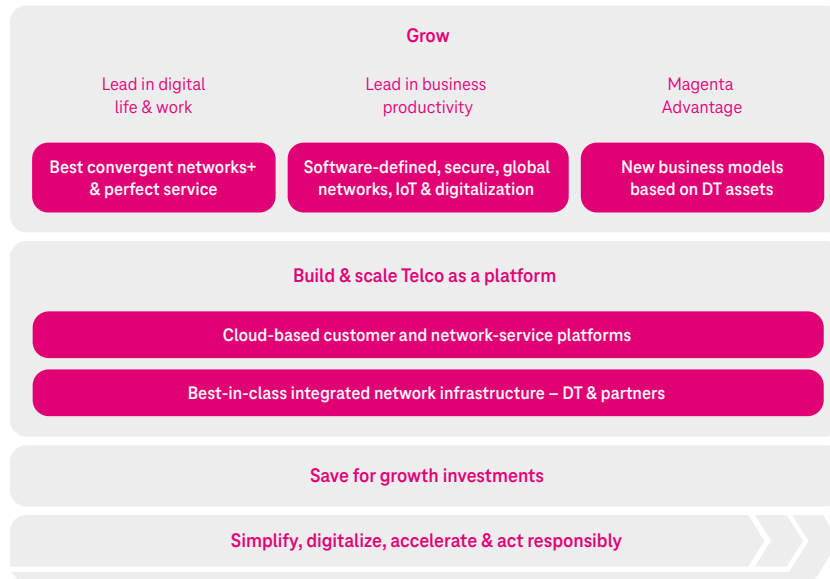 Grow
Lead in digital
life & work
Lead in business
productivity
Magenta
Advantage
Best convergent networks+
& perfect service
Software-defined, secure, global
networks, IoT & digitalization
New business models
based on DT assets
Build & scale Telco as a platform
Cloud-based customer and network-service platforms
Best-in-class integrated network infrastructure – DT & partners
Save for growth investments
Simplify, digitalize, accelerate & act responsibly